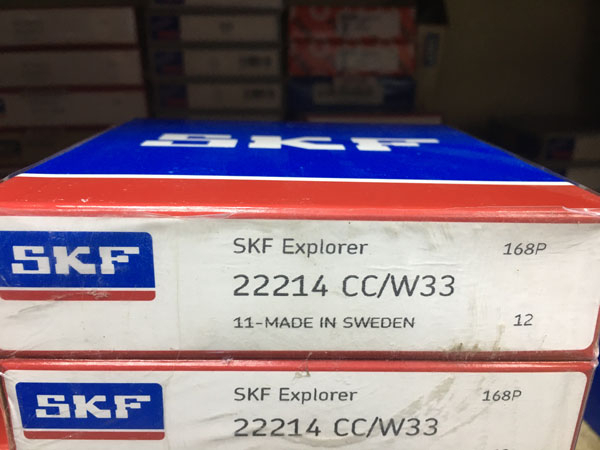 SKF
SKF
SKF Explorer 168P
22214 CC/W33
11-MADE IN SWEDEN 12
SKF
SKF Explorer 168P
22214 CC/W33